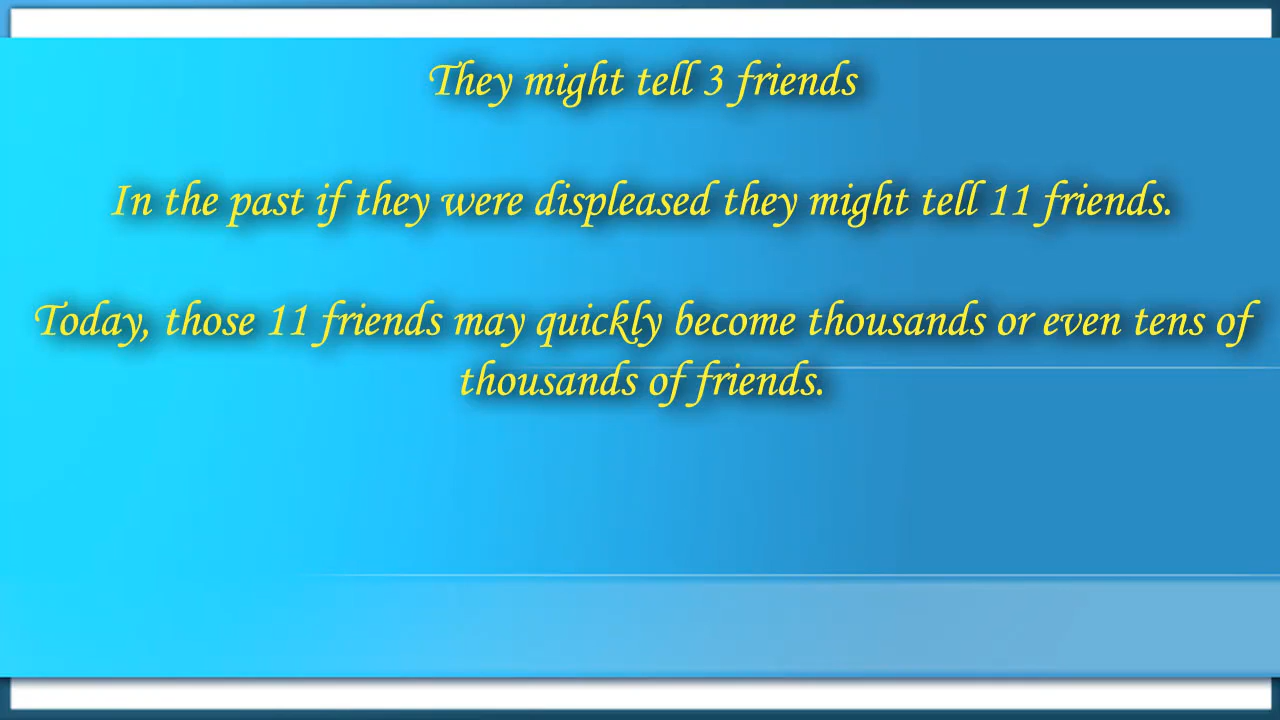 They might tell 3 friends
In the past if they were displeased they might tell 11 friends.
Today, those 11 friends may quickly become thousands or even tens of
thousands of friends.